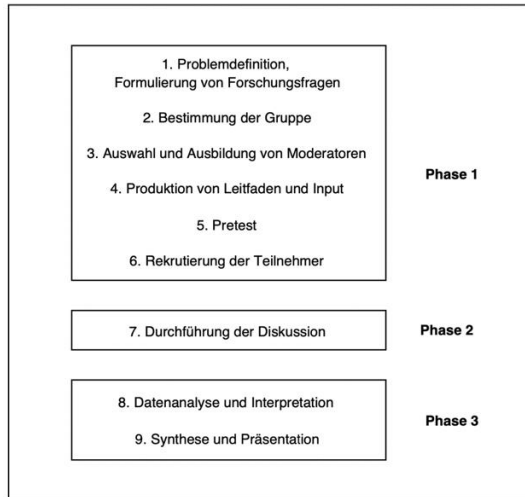 1. Problemdefinition,
Formulierung von Forschungsfragen
2. Bestimmung der Gruppe
3. Auswahl und Ausbildung von Moderatoren
4. Produktion von Leitfaden und Input
5. Pretest
6. Rekrutierung der Teilnehmer
Phase 1
7. Durchführung der Diskussion
Phase 2
8. Datenanalyse und Interpretation
9. Synthese und Präsentation
Phase 3